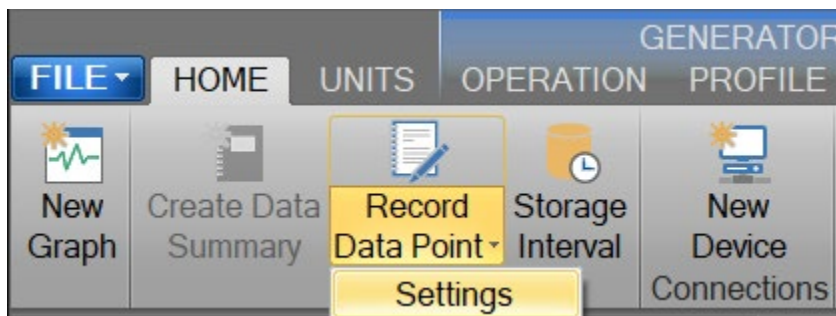 GENERATOR
FILE HOME UNITS OPERATION PROFILE
New Graph
Create Data Summary
Record Data Point
Storage Interval
New Device
Settings
Connections